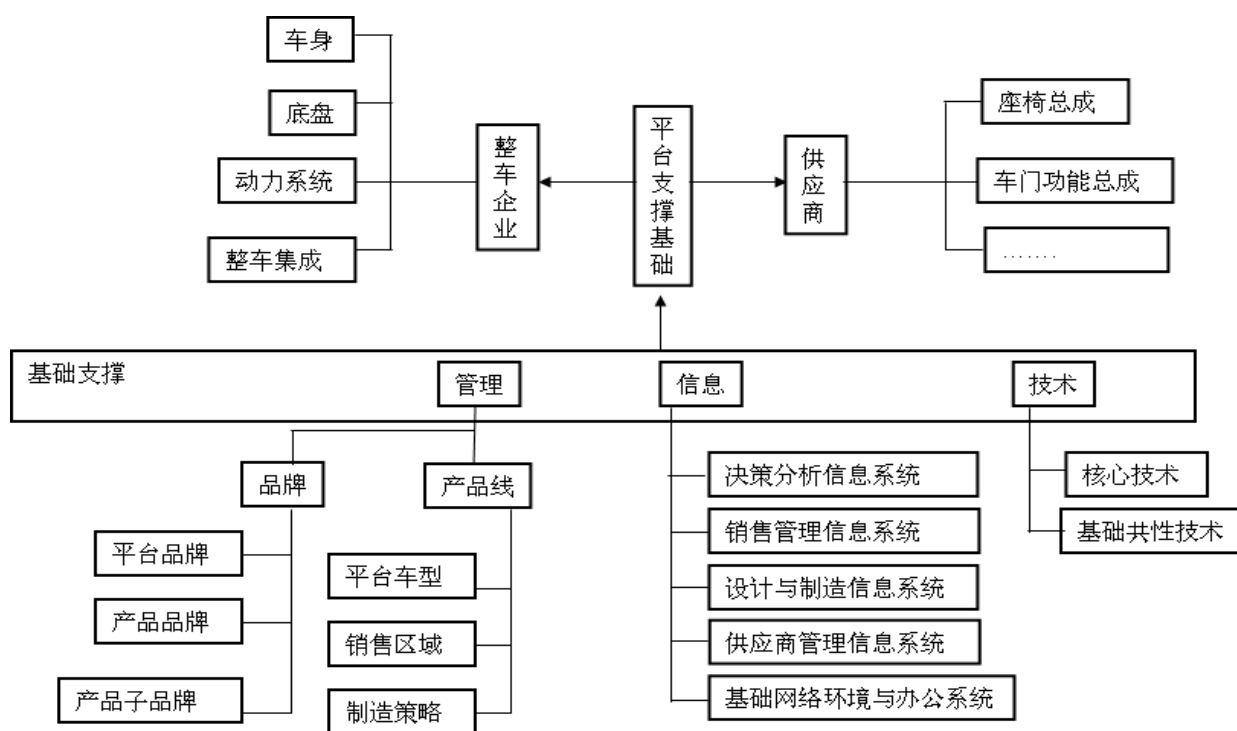 车身
底盘
动力系统
整车集成
整车企业
平台支撑基础
供应商
座椅总成
车门功能总成
…….
基础支撑
管理
信息
技术
品牌
产品线
平台品牌
产品品牌
产品子品牌
平台车型
销售区域
制造策略
决策分析信息系统
销售管理信息系统
设计与制造信息系统
供应商管理信息系统
基础网络环境与办公系统
核心技术
基础共性技术